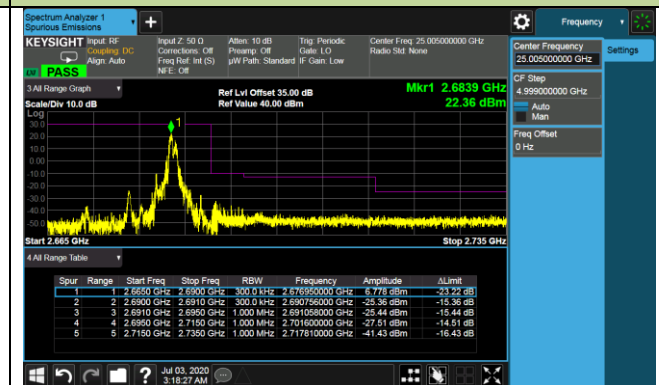 Spectrum Analyzer 1
Spurious Emissions
Frequency
KEYSIGHT Input: RF
Coupling: DC
Align: Auto
Input Z: 50 Ω
Corrections: Off
Freq Ref: Int (S)
NFE: Off
Atten: 10 dB
Preamp: Off
µW Path: Standard
Trig: Periodic
Gate: LO
IF Gain: Low
Center Freq: 25.005000000 GHz
Radio Std: None
PASS
Center Frequency
25.005000000 GHz
Settings
CF Step
4.999000000 GHz
Auto
Man
Freq Offset
0 Hz
3 All Range Graph
Ref Lvl Offset 35.00 dB
Mkr1 2.6839 GHz
Scale/Div 10.0 dB
Ref Value 40.00 dBm
22.36 dBm
Log
30.0
20.0
10.0
0.00
-10.0
-20.0
-30.0
-40.0
-50.0
1
Start 2.665 GHz
Stop 2.735 GHz
4 All Range Table
Spur Range Start Freq Stop Freq RBW Frequency Amplitude ΔLimit
1 1 2.6650 GHz 2.6900 GHz 300.0 kHz 2.676950000 GHz 6.778 dBm -23.22 dB
2 2 2.6900 GHz 2.6910 GHz 300.0 kHz 2.690756000 GHz -25.36 dBm -15.36 dB
3 3 2.6910 GHz 2.6950 GHz 1.000 MHz 2.691058000 GHz -25.44 dBm -15.44 dB
4 4 2.6950 GHz 2.7150 GHz 1.000 MHz 2.701600000 GHz -27.51 dBm -14.51 dB
5 5 2.7150 GHz 2.7350 GHz 1.000 MHz 2.717810000 GHz -41.43 dBm -16.43 dB
Jul 03, 2020
3:18:27 AM